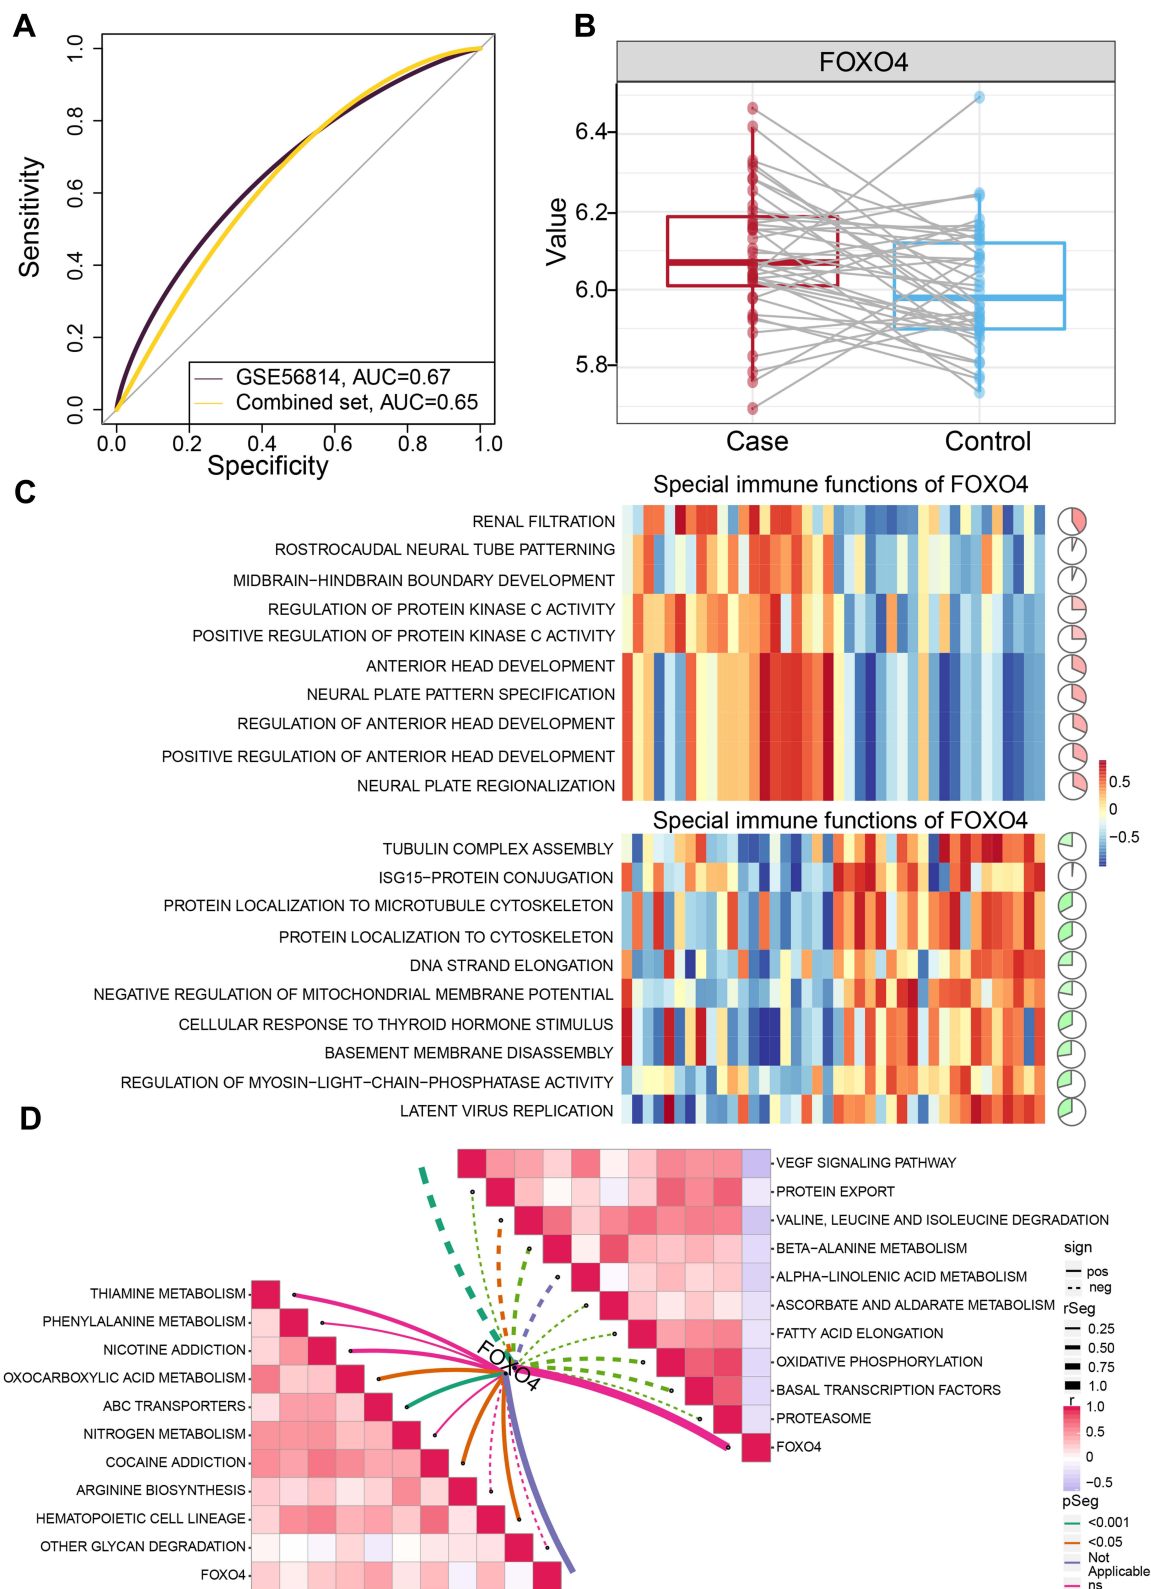 A
1.0
0.8
0.6
0.4
0.2
0.0
Sensitivity
GSE56814, AUC=0.67
Combined set, AUC=0.65
0.0 0.2 0.4 0.6 0.8 1.0
Specificity
B
FOXO4
6.4
6.2
6.0
5.8
Value
Case Control
C
Special immune functions of FOXO4
RENAL FILTRATION
ROSTROCAUDAL NEURAL TUBE PATTERNING
MIDBRAIN−HINDBRAIN BOUNDARY DEVELOPMENT
REGULATION OF PROTEIN KINASE C ACTIVITY
POSITIVE REGULATION OF PROTEIN KINASE C ACTIVITY
ANTERIOR HEAD DEVELOPMENT
NEURAL PLATE PATTERN SPECIFICATION
REGULATION OF ANTERIOR HEAD DEVELOPMENT
POSITIVE REGULATION OF ANTERIOR HEAD DEVELOPMENT
NEURAL PLATE REGIONALIZATION
0.5
0
−0.5
Special immune functions of FOXO4
TUBULIN COMPLEX ASSEMBLY
ISG15−PROTEIN CONJUGATION
PROTEIN LOCALIZATION TO MICROTUBULE CYTOSKELETON
PROTEIN LOCALIZATION TO CYTOSKELETON
DNA STRAND ELONGATION
NEGATIVE REGULATION OF MITOCHONDRIAL MEMBRANE POTENTIAL
CELLULAR RESPONSE TO THYROID HORMONE STIMULUS
BASEMENT MEMBRANE DISASSEMBLY
REGULATION OF MYOSIN−LIGHT−CHAIN−PHOSPHATASE ACTIVITY
LATENT VIRUS REPLICATION
D
VEGF SIGNALING PATHWAY
PROTEIN EXPORT
VALINE, LEUCINE AND ISOLEUCINE DEGRADATION
BETA−ALANINE METABOLISM
ALPHA−LINOLENIC ACID METABOLISM
ASCORBATE AND ALDARATE METABOLISM
FATTY ACID ELONGATION
OXIDATIVE PHOSPHORYLATION
BASAL TRANSCRIPTION FACTORS
PROTEASOME
FOXO4
THIAMINE METABOLISM
PHENYLALANINE METABOLISM
NICOTINE ADDICTION
OXOCARBOXYLIC ACID METABOLISM
ABC TRANSPORTERS
NITROGEN METABOLISM
COCAINE ADDICTION
ARGININE BIOSYNTHESIS
HEMATOPOIETIC CELL LINEAGE
OTHER GLYCAN DEGRADATION
FOXO4
FOXO4
sign
pos
neg
rSeg
0.25
0.50
0.75
1.0
r
1.0
0.5
0
−0.5
pSeg
<0.001
<0.05
Not
Applicable
ns